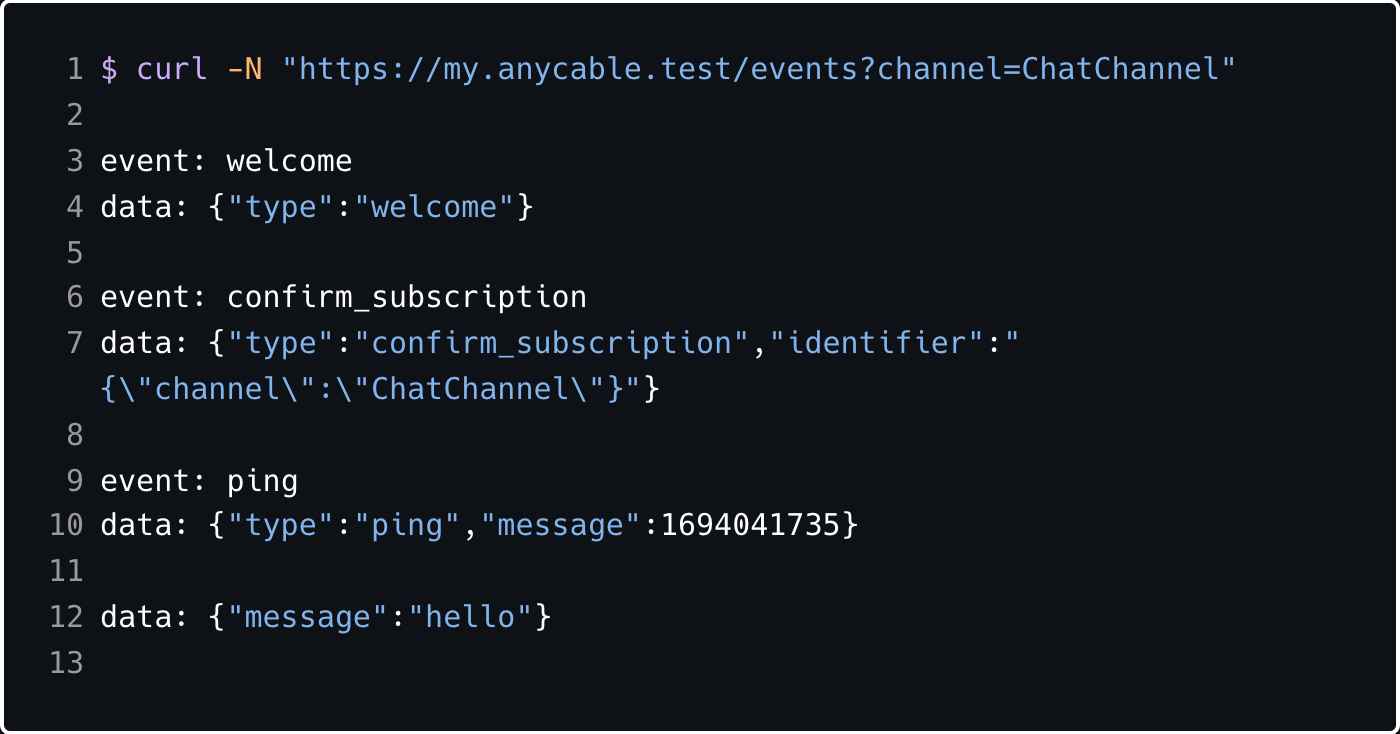 1 $ curl -N "https://my.anycable.test/events?channel=ChatChannel"
2
3 event: welcome
4 data: {"type":"welcome"}
5
6 event: confirm_subscription
7 data: {"type":"confirm_subscription","identifier":"
{\"channel\":\"ChatChannel\"}"}
8
9 event: ping
10 data: {"type":"ping","message":1694041735}
11
12 data: {"message":"hello"}
13